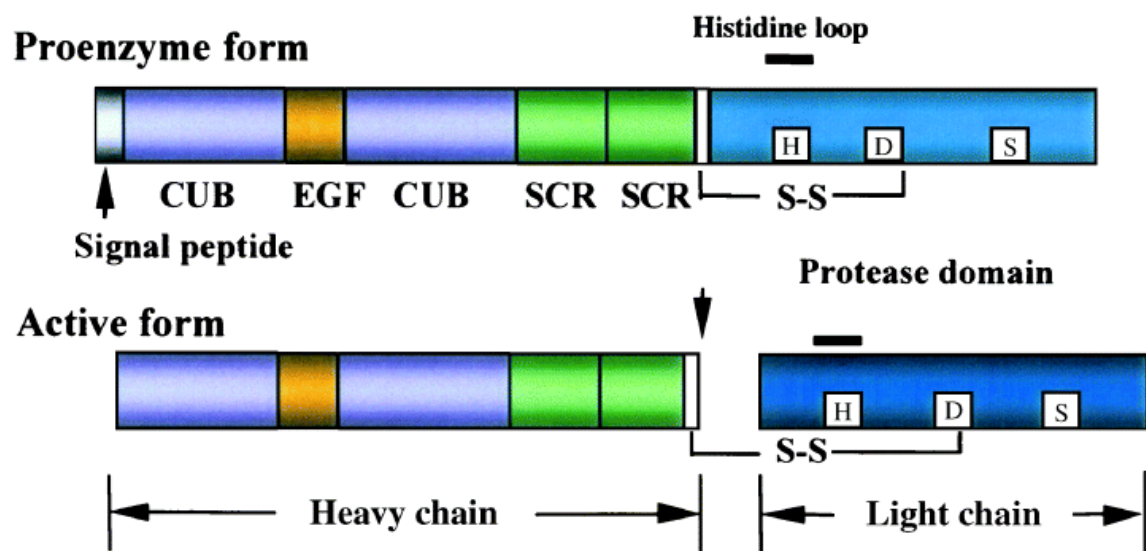 Histidine loop
Proenzyme form
H D S
CUB EGF CUB SCR SCR S-S
Signal peptide
Protease domain
Active form
H D S
S-S
Heavy chain Light chain